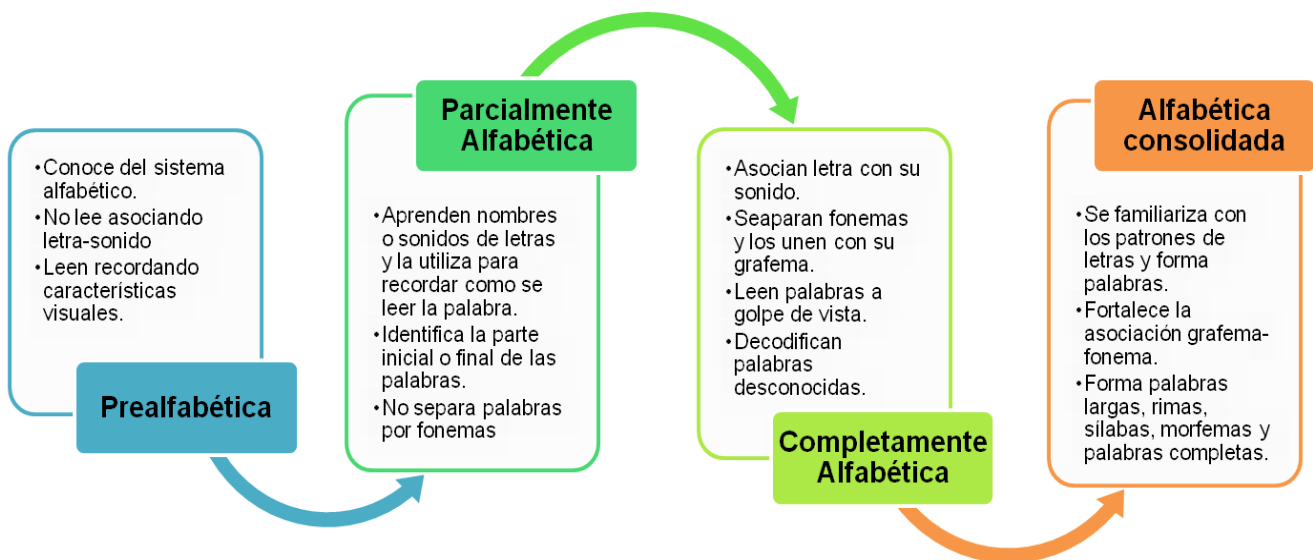 Prealfabética
•Conoce del sistema
alfabético.
•No lee asociando
letra-sonido
•Leen recordando
características
visuales.
Parcialmente
Alfabética
•Aprenden nombres
o sonidos de letras
y la utiliza para
recordar como se
leer la palabra.
•Identifica la parte
inicial o final de las
palabras.
•No separa palabras
por fonemas
•Asocian letra con su
sonido.
•Seaparan fonemas
y los unen con su
grafema.
•Leen palabras a
golpe de vista.
•Decodifican
palabras
desconocidas.
Completamente
Alfabética
Alfabética
consolidada
•Se familiariza con
los patrones de
letras y forma
palabras.
•Fortalece la
asociación grafema-
fonema.
•Forma palabras
largas, rimas,
sílabas, morfemas y
palabras completas.